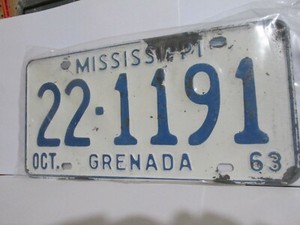 MISSISSIPPI
22-1191
OCT. GRENADA 63